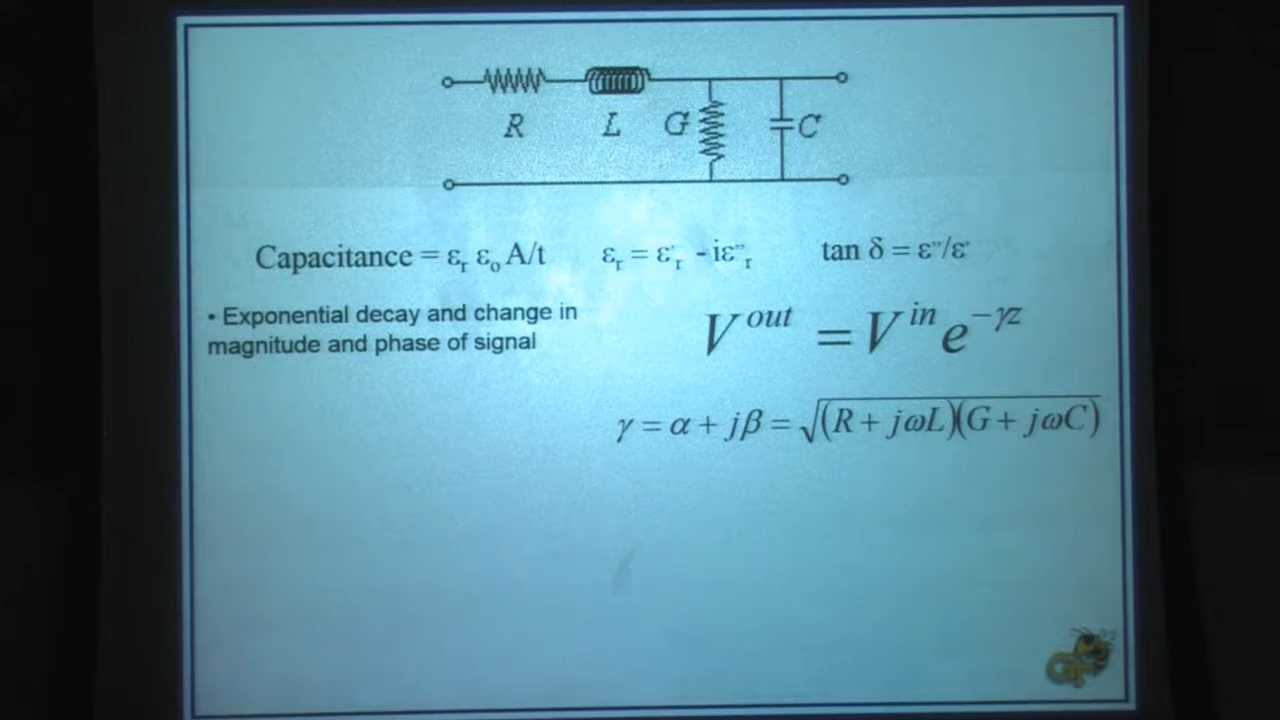 R L G C
Capacitance = εᵣ ε₀ A/t εᵣ = ε'ᵣ - iε"ᵣ tan δ = ε"/ε'
• Exponential decay and change in
magnitude and phase of signal
V^out = V^in e^−γz
γ = α + jβ = √(R + jωL)(G + jωC)